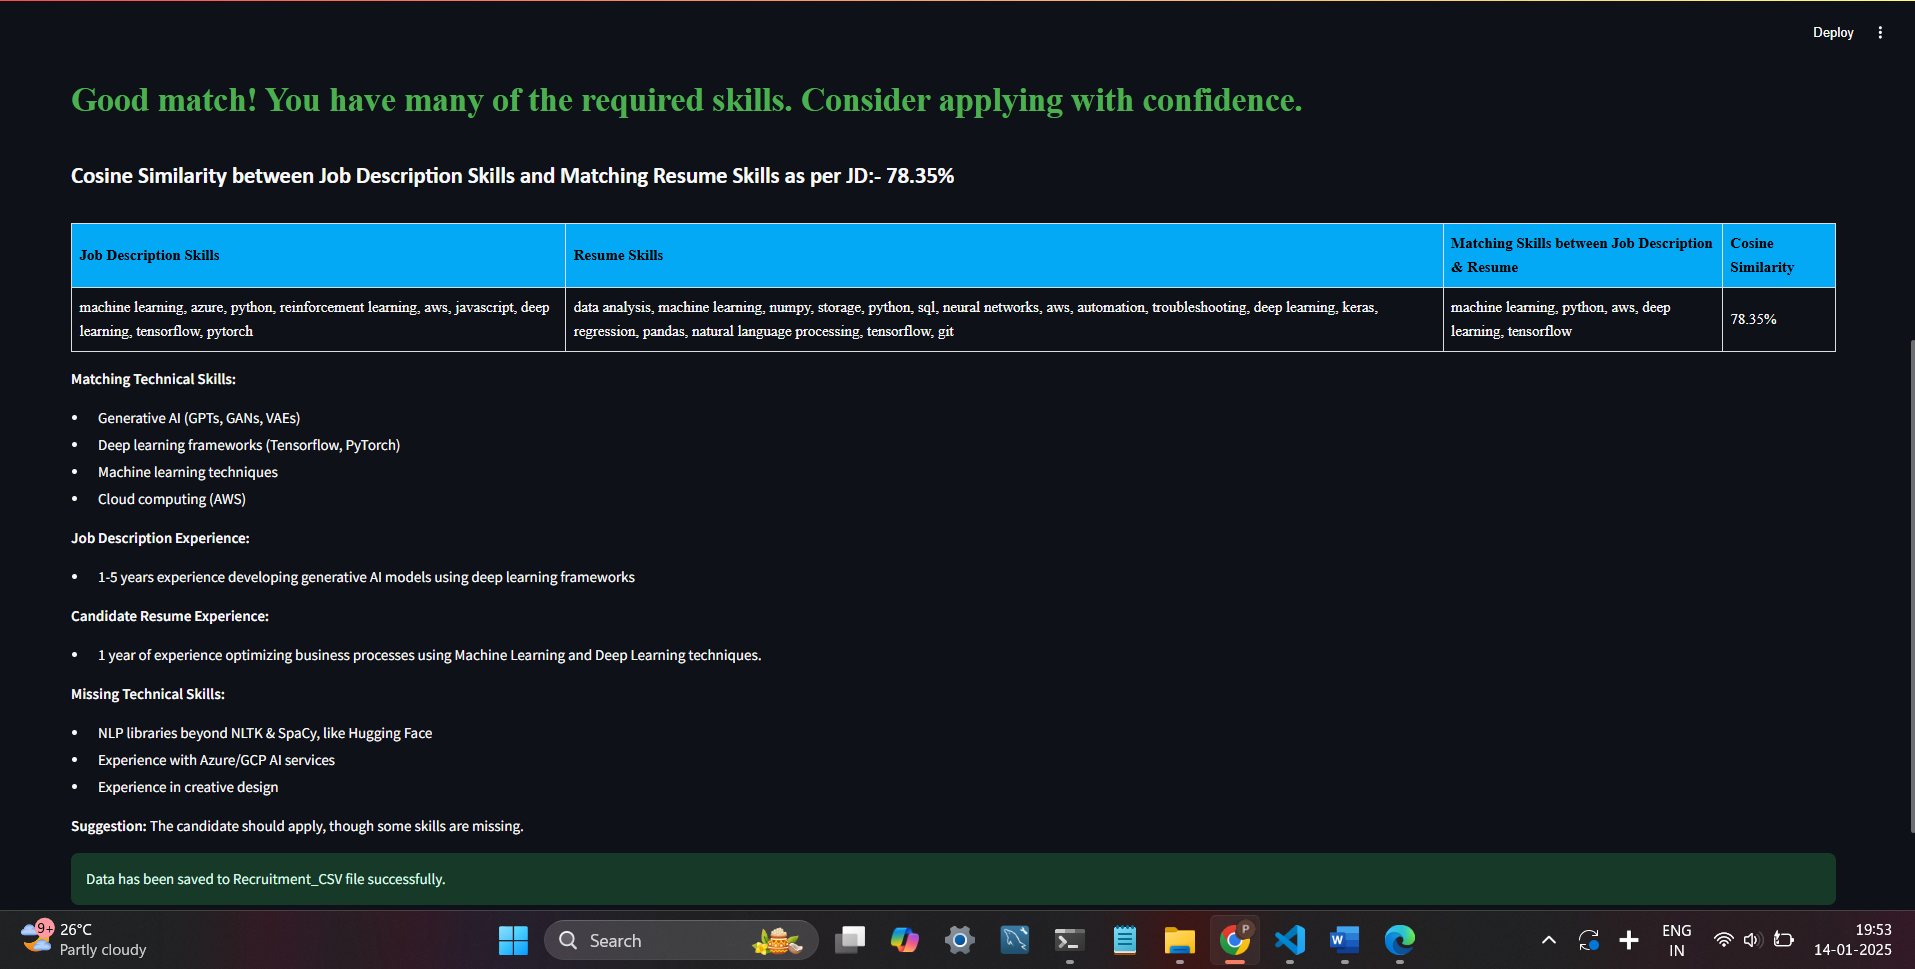 Deploy
Good match! You have many of the required skills. Consider applying with confidence.
Cosine Similarity between Job Description Skills and Matching Resume Skills as per JD:- 78.35%
Job Description Skills
Resume Skills
Matching Skills between Job Description
& Resume
Cosine
Similarity
machine learning, azure, python, reinforcement learning, aws, javascript, deep
learning, tensorflow, pytorch
data analysis, machine learning, numpy, storage, python, sql, neural networks, aws, automation, troubleshooting, deep learning, keras,
regression, pandas, natural language processing, tensorflow, git
machine learning, python, aws, deep
learning, tensorflow
78.35%
Matching Technical Skills:
• Generative AI (GPTs, GANs, VAEs)
• Deep learning frameworks (Tensorflow, PyTorch)
• Machine learning techniques
• Cloud computing (AWS)
Job Description Experience:
• 1-5 years experience developing generative AI models using deep learning frameworks
Candidate Resume Experience:
• 1 year of experience optimizing business processes using Machine Learning and Deep Learning techniques.
Missing Technical Skills:
• NLP libraries beyond NLTK & SpaCy, like Hugging Face
• Experience with Azure/GCP AI services
• Experience in creative design
Suggestion: The candidate should apply, though some skills are missing.
Data has been saved to Recruitment_CSV file successfully.
9+
26°C
Partly cloudy
Search
P
W
ENG
IN
19:53
14-01-2025